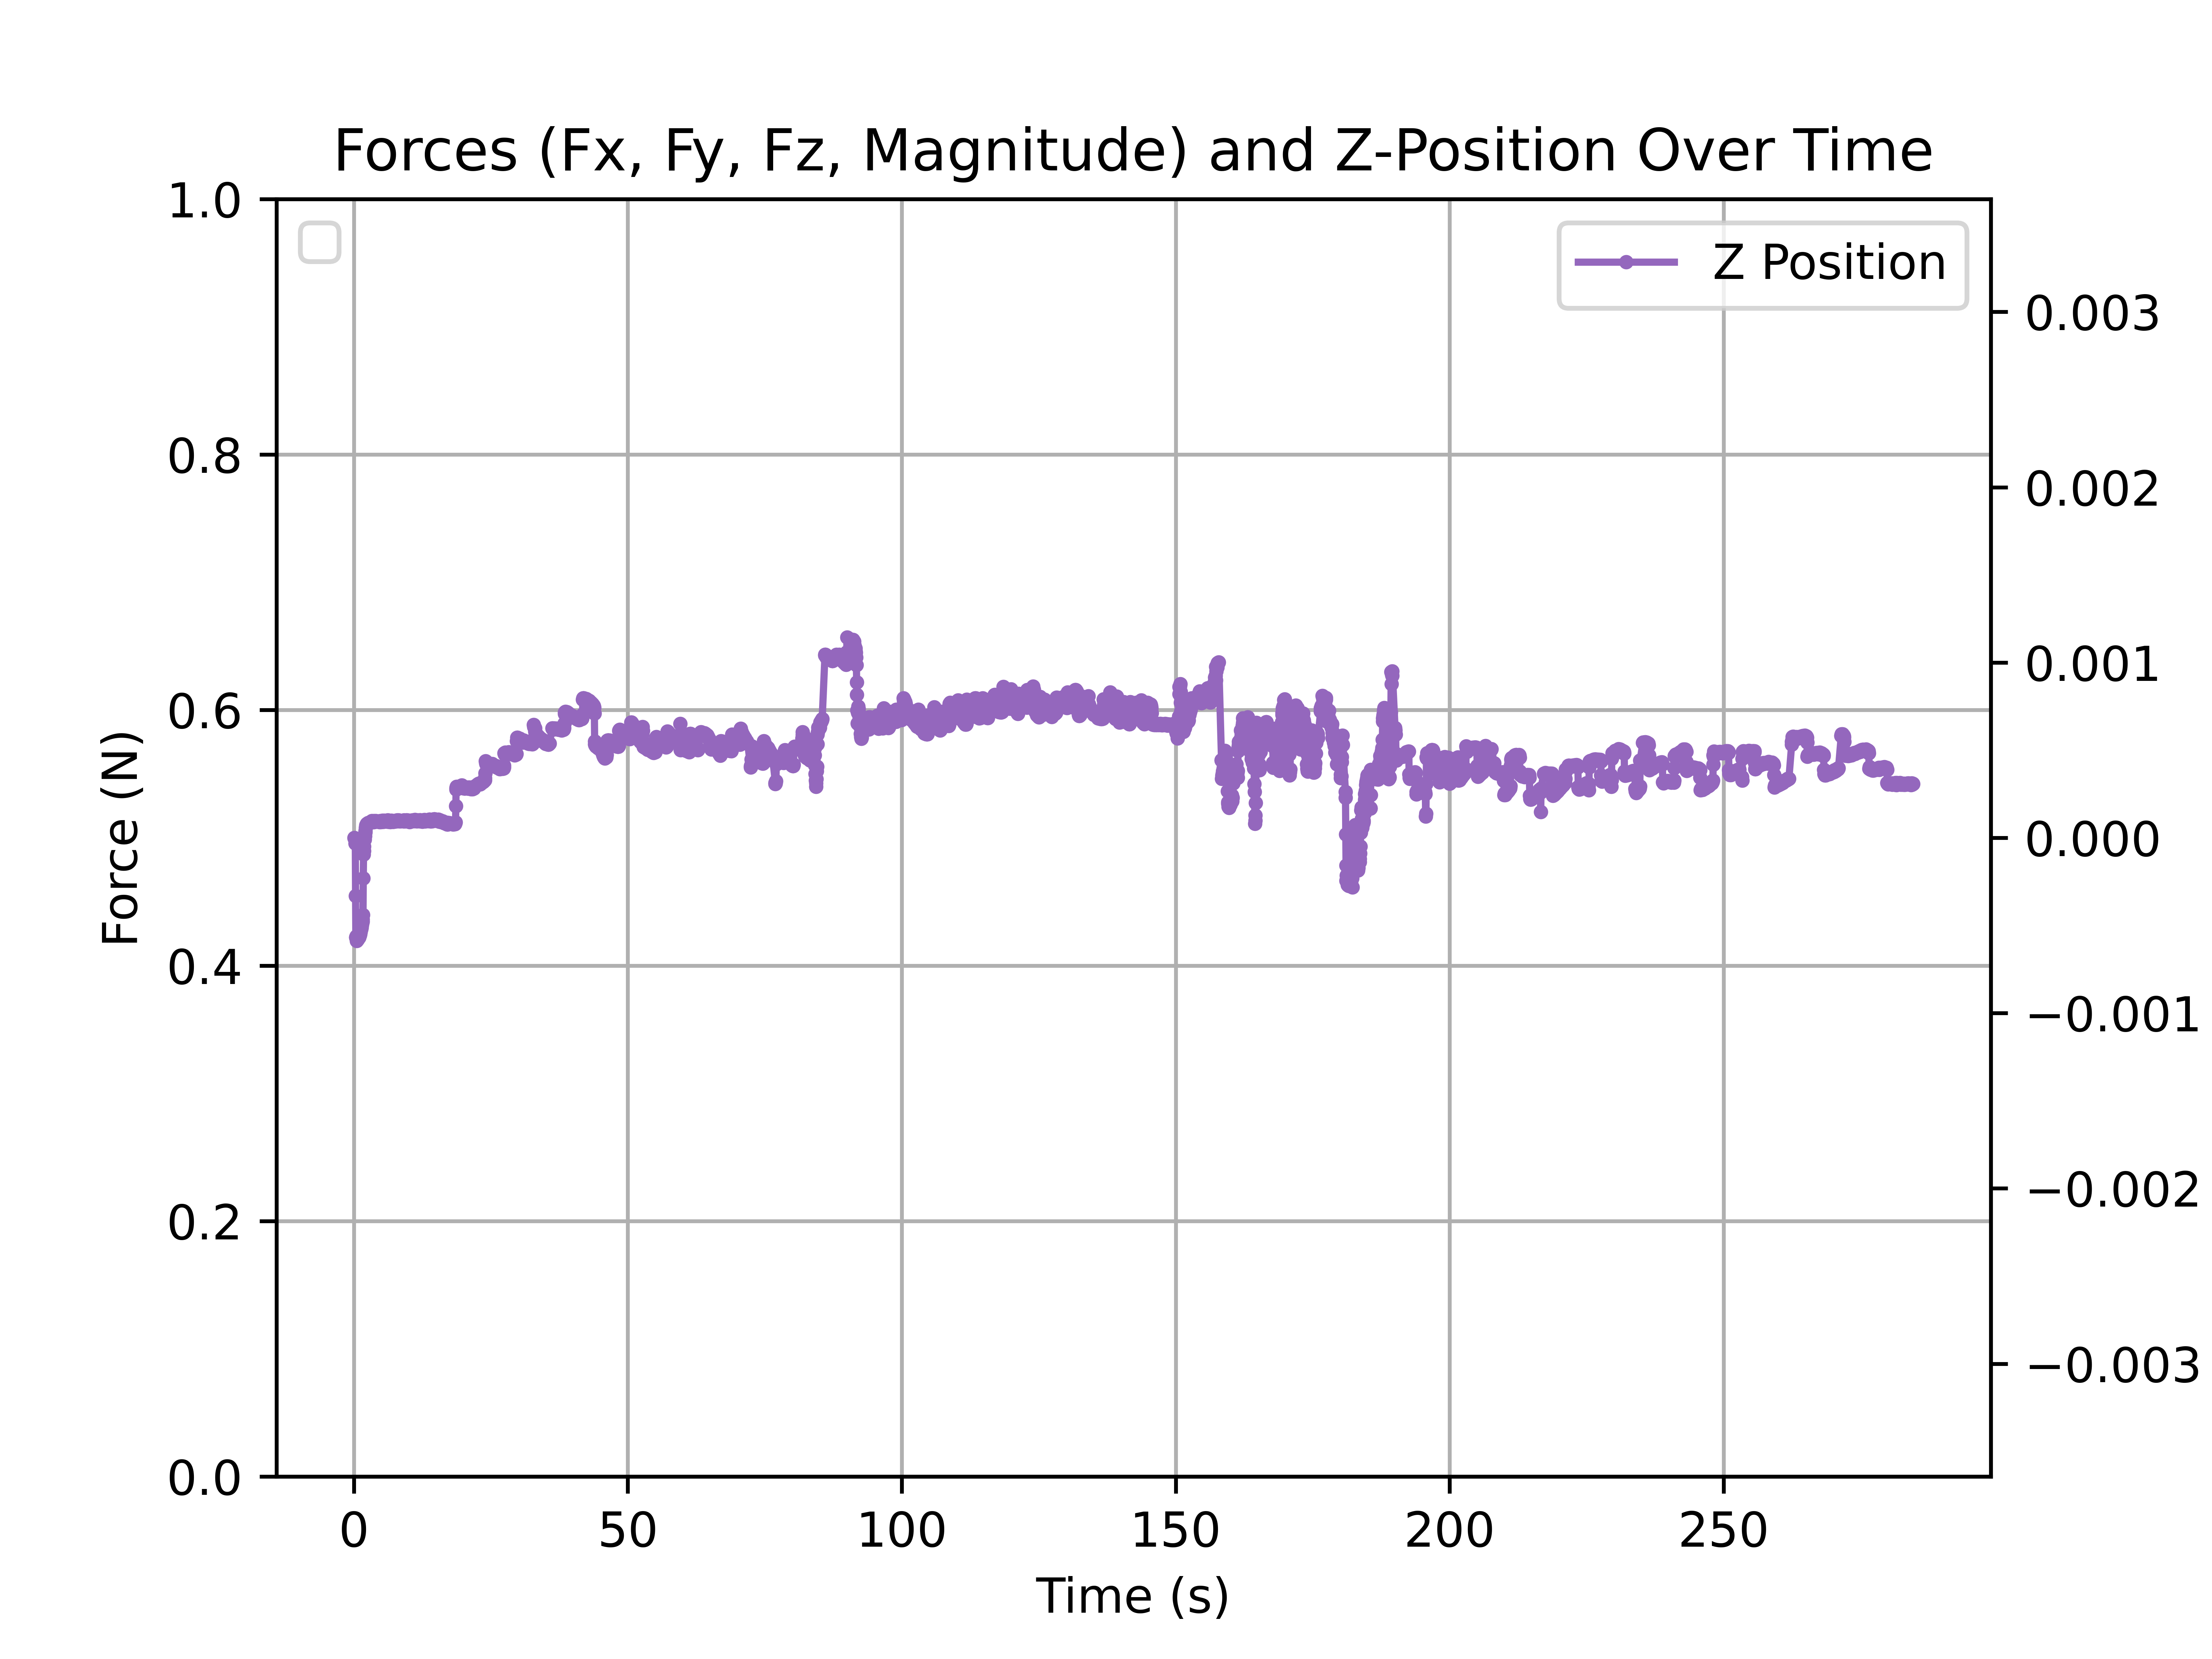 Forces (Fx, Fy, Fz, Magnitude) and Z-Position Over Time
Z Position
1.0
0.8
0.6
0.4
0.2
0.0
Force (N)
0.003
0.002
0.001
0.000
−0.001
−0.002
−0.003
0 50 100 150 200 250
Time (s)